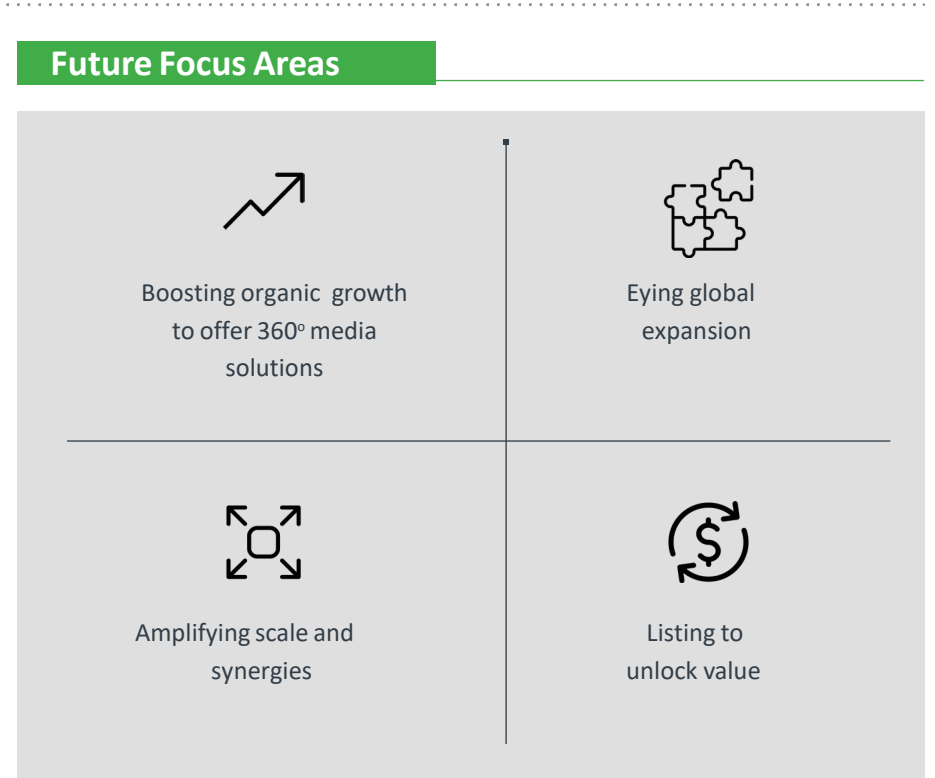 Future Focus Areas
Boosting organic growth
to offer 360° media
solutions
Eying global
expansion
Amplifying scale and
synergies
Listing to
unlock value